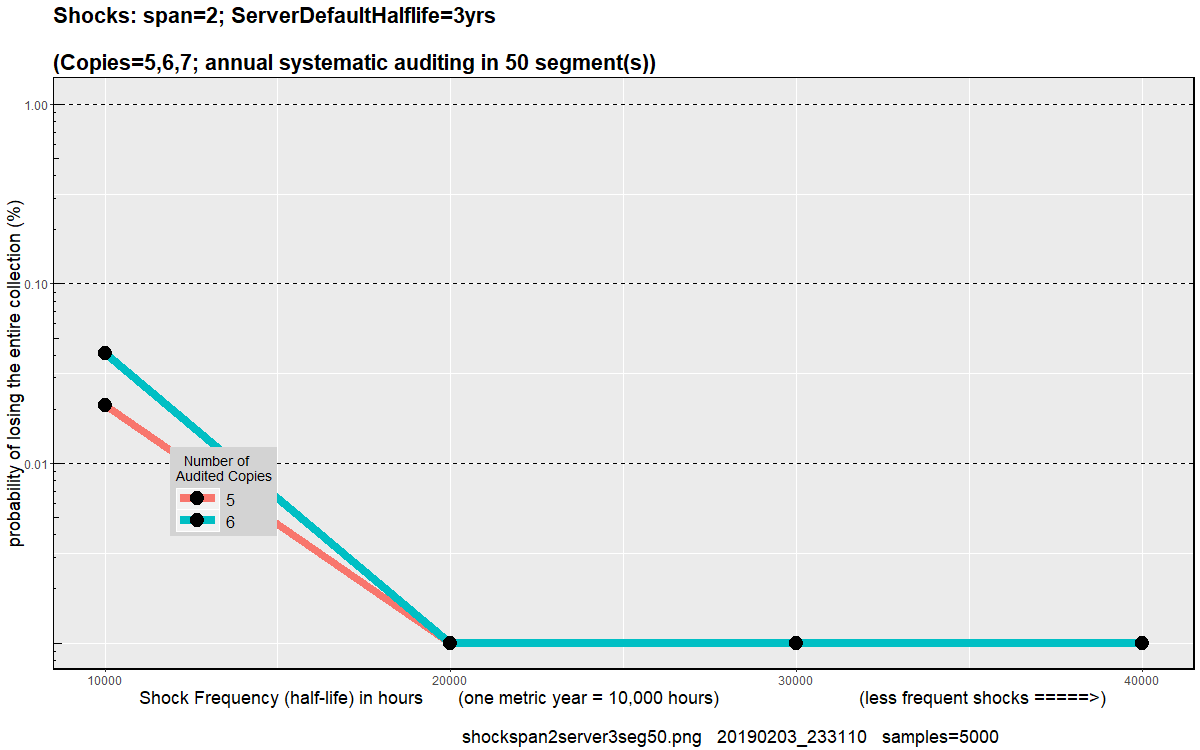 Shocks: span=2; ServerDefaultHalflife=3yrs
(Copies=5,6,7; annual systematic auditing in 50 segment(s))
probability of losing the entire collection (%)
1.00
0.10
0.01
Number of
Audited Copies
5
6
10000 20000 30000 40000
Shock Frequency (half-life) in hours (one metric year = 10,000 hours) (less frequent shocks =====>)
shockspan2server3seg50.png 20190203_233110 samples=5000